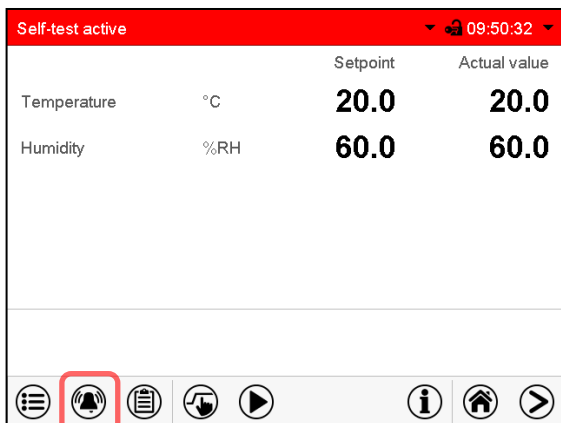 Self-test active 09:50:32
Setpoint Actual value
Temperature °C 20.0 20.0
Humidity %RH 60.0 60.0